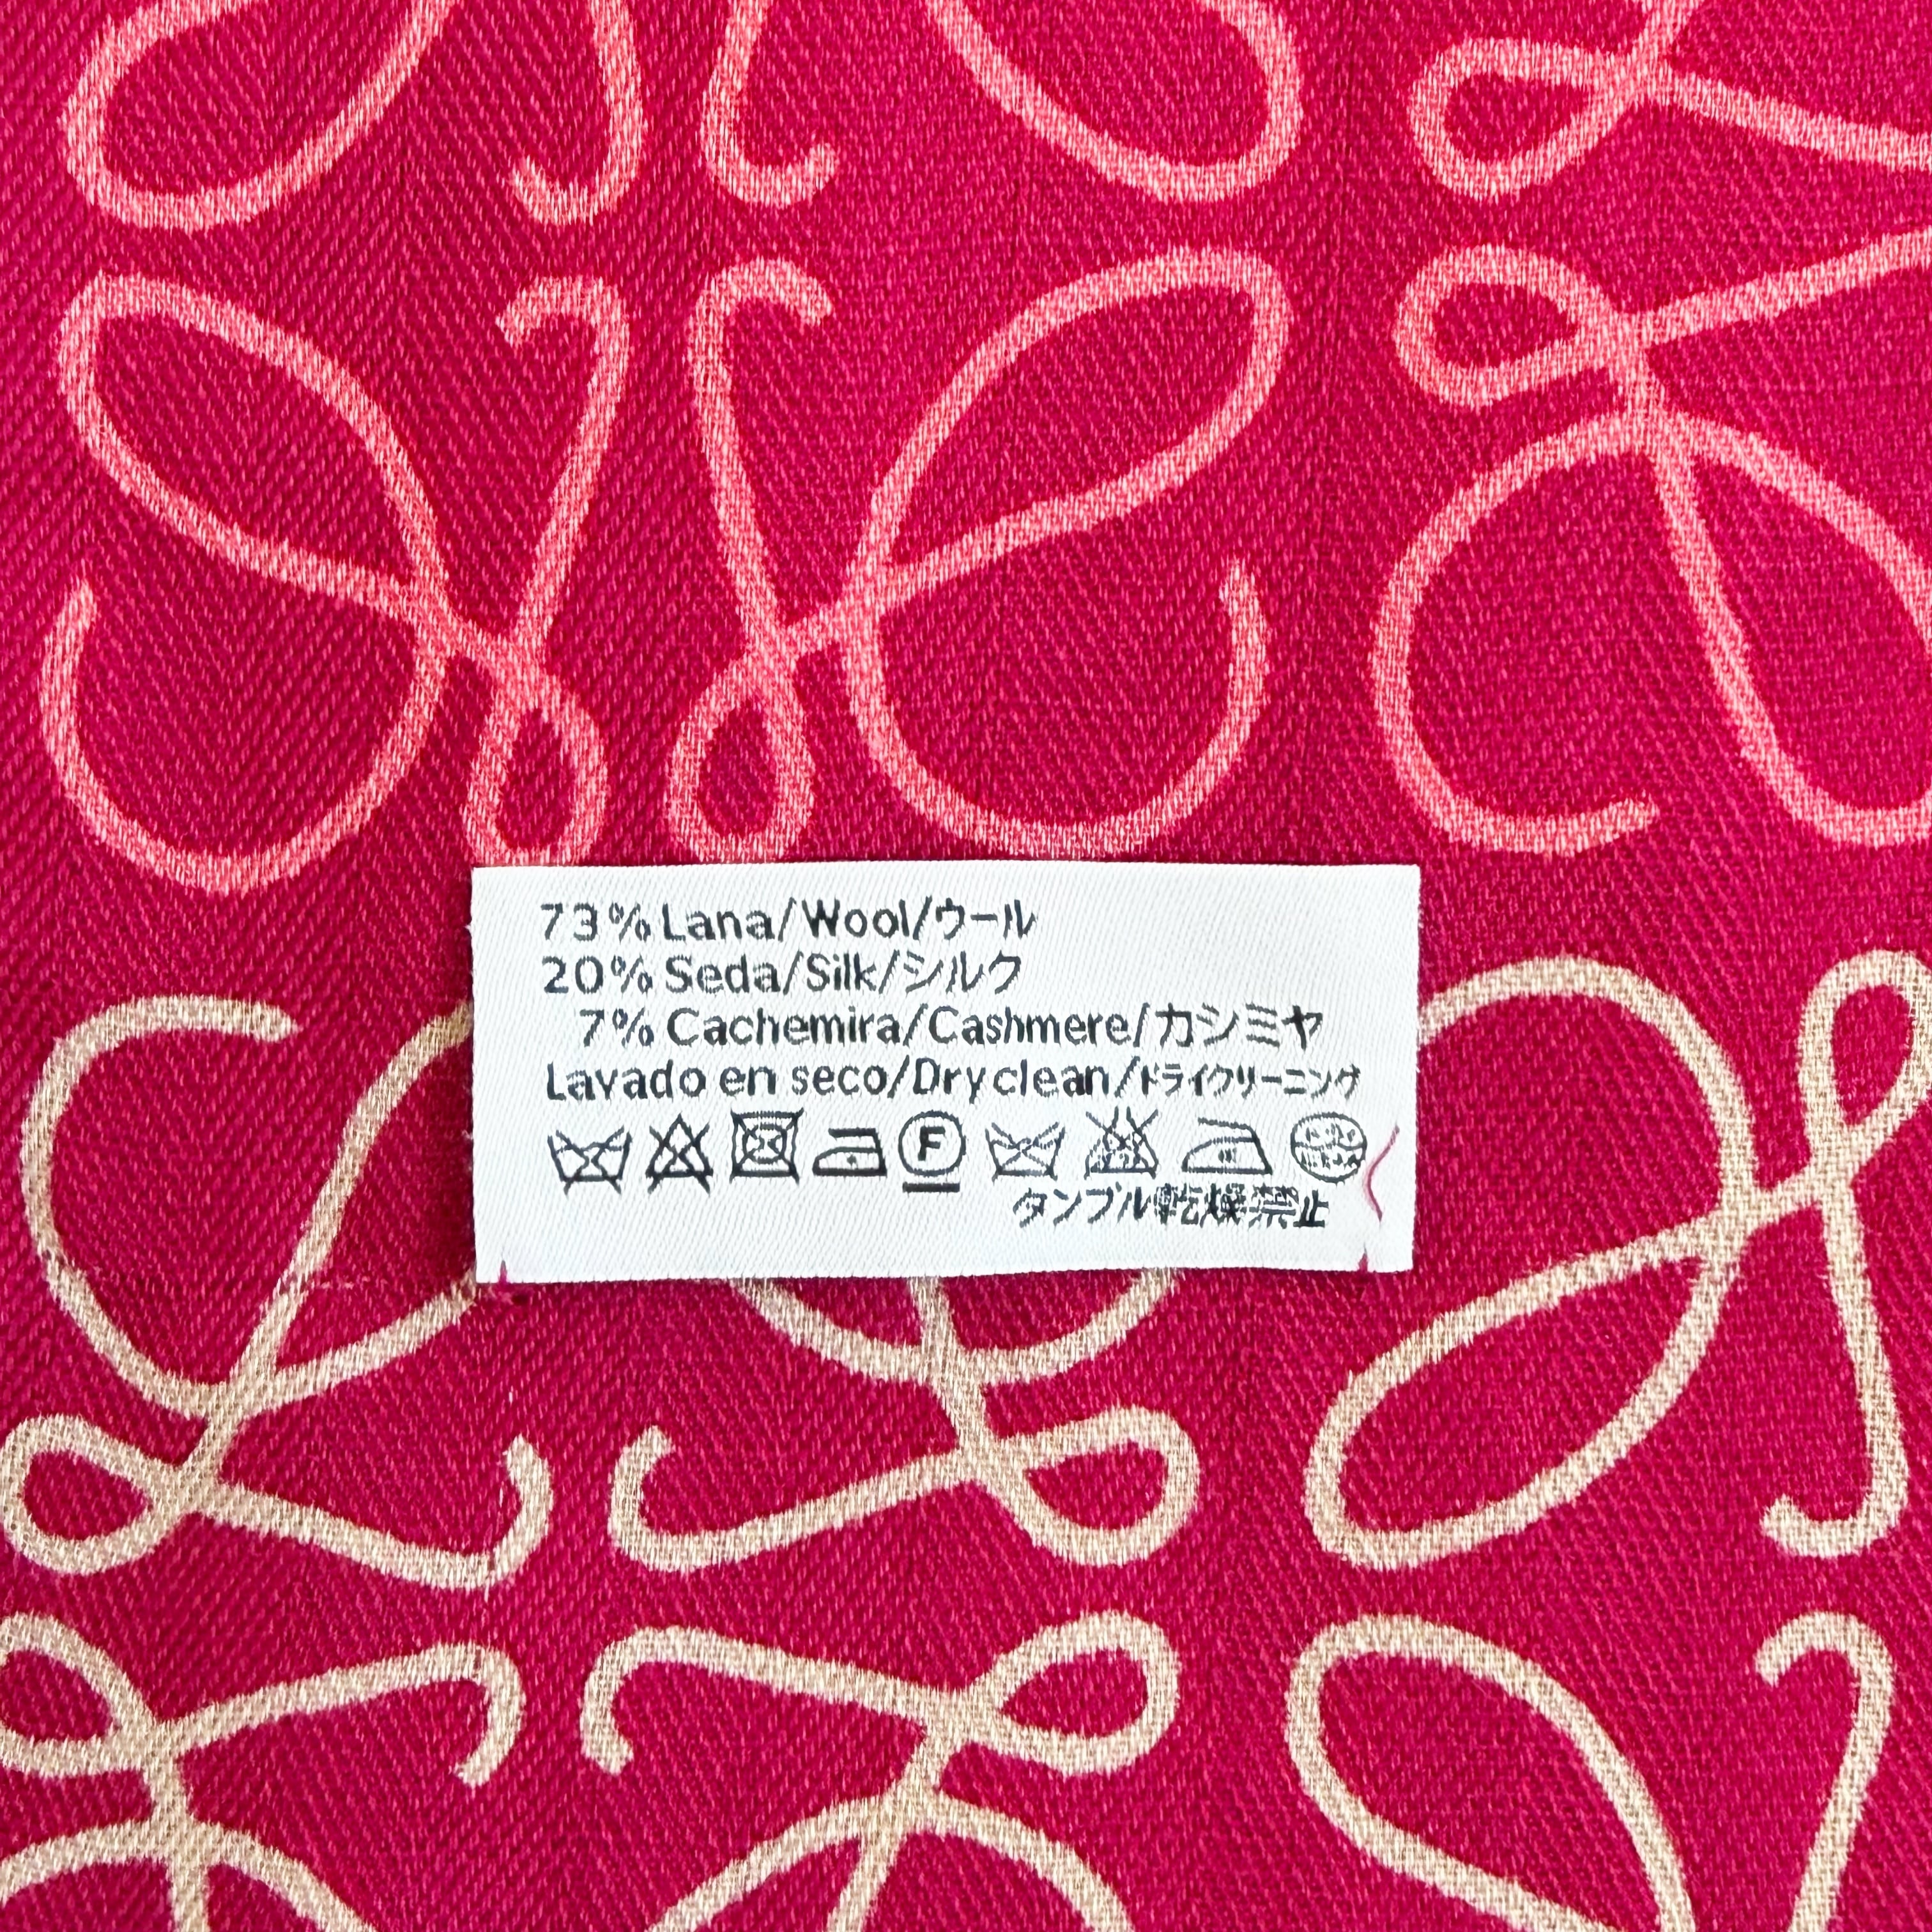 73% Lana/Wool/ウール
20% Seda/Silk/シルク
7% Cachemira/Cashmere/カシミヤ
Lavado en seco/Dry clean/ドライクリーニング
F
タンブル乾燥禁止